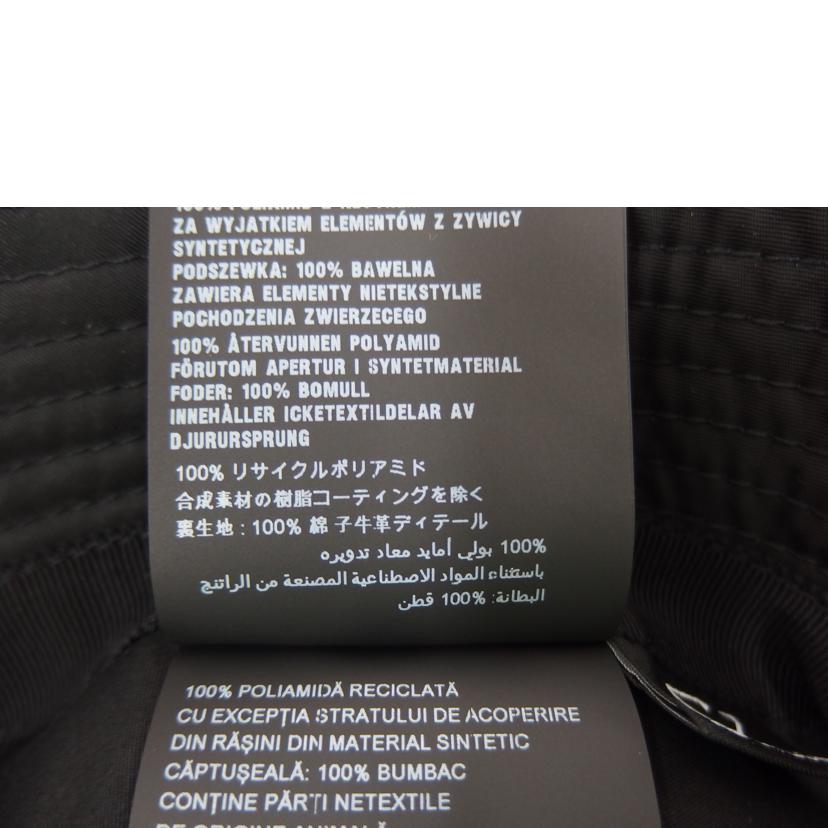 ZA WYJATKIEM ELEMENTÓW Z ZYWICY
SYNTETYCZNEJ
PODSZEWKA: 100% BAWELNA
ZAWIERA ELEMENTY NIETEKSTYLNE
POCHODZENIA ZWIERZECEGO
100% ÅTERVUNNEN POLYAMID
FÖRUTOM APERTUR I SYNTETMATERIAL
FODER: 100% BOMULL
INNEHÅLLER ICKETEXTILDELAR AV
DJURURSPRUNG
100% リサイクルポリアミド
合成素材の樹脂コーティングを除く
裏生地 : 100% 綿 子牛革ディテール
100% بولي أمايد معاد تدويره
باستثناء المواد الاصطناعية المصنعة من الراتنج
البطانة: 100% قطن
100% POLIAMIDĂ RECICLATĂ
CU EXCEPȚIA STRATULUI DE ACOPERIRE
DIN RĂȘINI DIN MATERIAL SINTETIC
CĂPTUȘEALĂ: 100% BUMBAC
CONȚINE PĂRȚI NETEXTILE